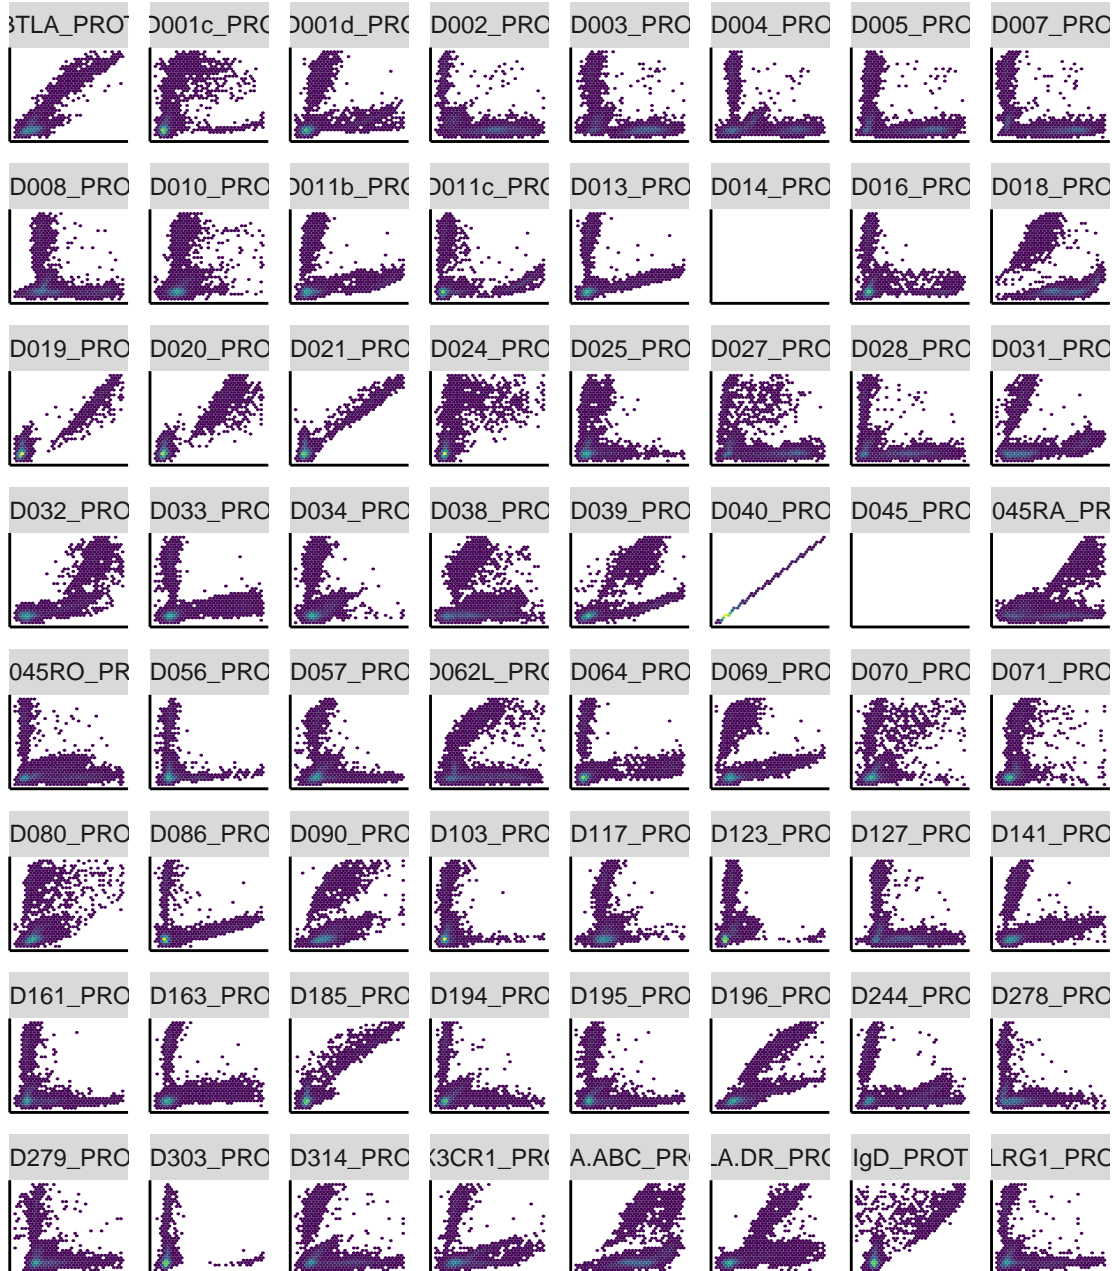 BTLA_PROT D001c_PRO D001d_PRO D002_PRO D003_PRO D004_PRO D005_PRO D007_PRO
D008_PRO D010_PRO D011b_PRO D011c_PRO D013_PRO D014_PRO D016_PRO D018_PRO
D019_PRO D020_PRO D021_PRO D024_PRO D025_PRO D027_PRO D028_PRO D031_PRO
D032_PRO D033_PRO D034_PRO D038_PRO D039_PRO D040_PRO D045_PRO 045RA_PR
045RO_PR D056_PRO D057_PRO D062L_PRO D064_PRO D069_PRO D070_PRO D071_PRO
D080_PRO D086_PRO D090_PRO D103_PRO D117_PRO D123_PRO D127_PRO D141_PRO
D161_PRO D163_PRO D185_PRO D194_PRO D195_PRO D196_PRO D244_PRO D278_PRO
D279_PRO D303_PRO D314_PRO X3CR1_PRO A.ABC_PR LA.DR_PRO IgD_PROT LRG1_PRO